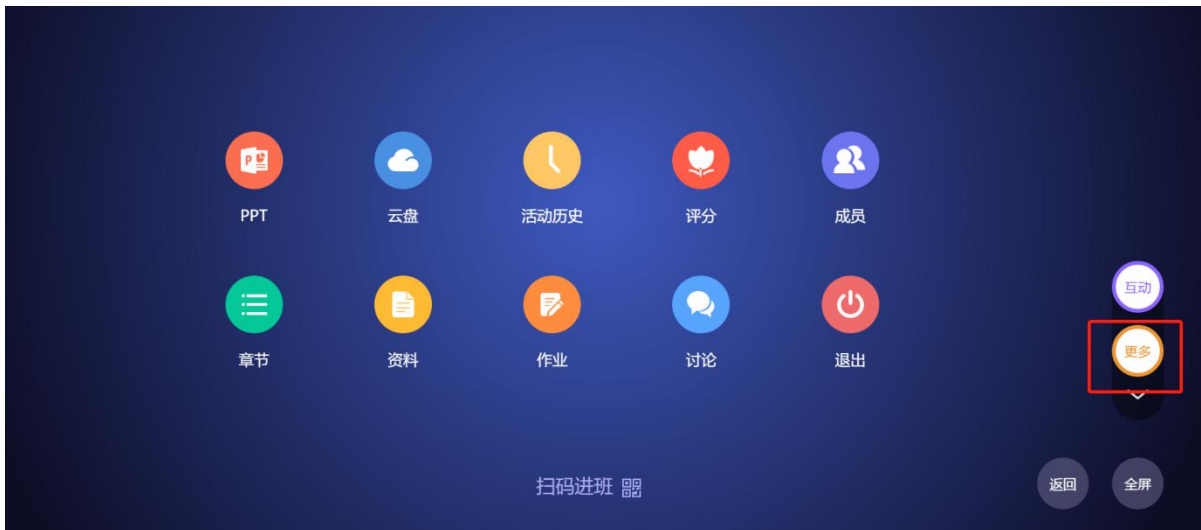 PPT 云盘 活动历史 评分 成员
互动
章节 资料 作业 讨论 退出
更多
扫码进班
返回 全屏